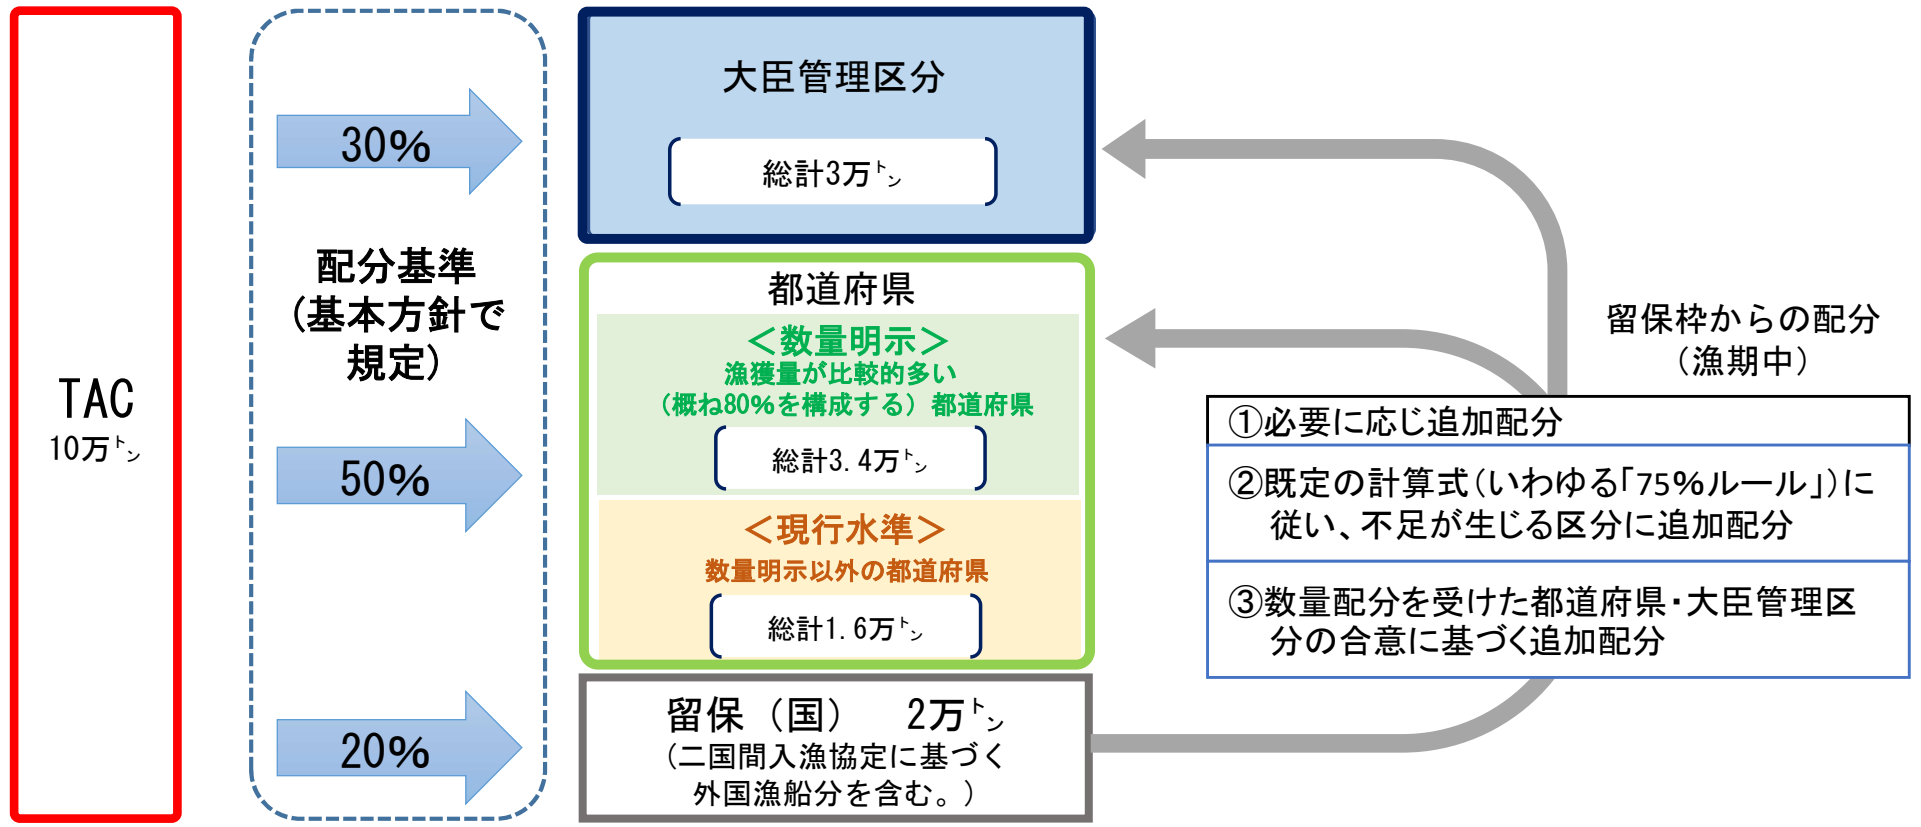 TAC
10万㌧
30%
配分基準
(基本方針で
規定)
50%
20%
大臣管理区分
総計3万㌧
都道府県
＜数量明示＞
漁獲量が比較的多い
（概ね80%を構成する）都道府県
総計3.4万㌧
＜現行水準＞
数量明示以外の都道府県
総計1.6万㌧
留保（国）　2万㌧
(二国間入漁協定に基づく
外国漁船分を含む。)
留保枠からの配分
（漁期中）
①必要に応じ追加配分
②既定の計算式(いわゆる「75%ルール」)に
従い、不足が生じる区分に追加配分
③数量配分を受けた都道府県・大臣管理区
分の合意に基づく追加配分